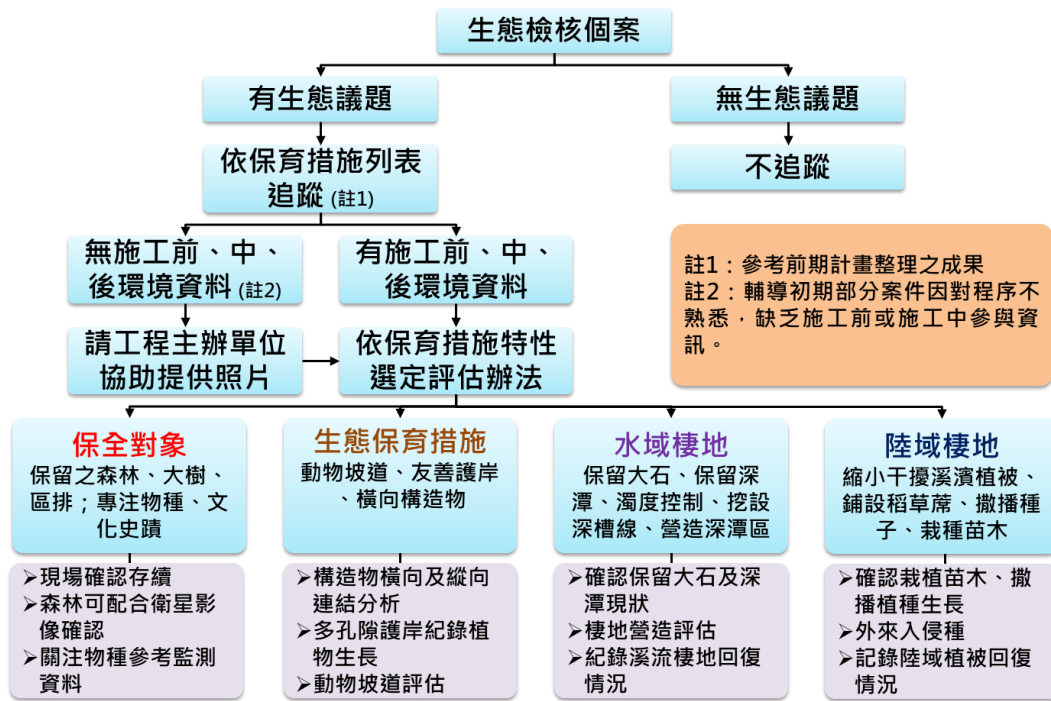 生態檢核個案
有生態議題
無生態議題
依保育措施列表
追蹤 (註1)
不追蹤
無施工前、中、
後環境資料 (註2)
有施工前、中、
後環境資料
註1：參考前期計畫整理之成果
註2：輔導初期部分案件因對程序不
熟悉，缺乏施工前或施工中參與資
訊。
請工程主辦單位
協助提供照片
依保育措施特性
選定評估辦法
保全對象
保留之森林、大樹、
區排；專注物種、文
化史蹟
生態保育措施
動物坡道、友善護岸
、橫向構造物
水域棲地
保留大石、保留深
潭、濁度控制、挖設
深槽線、營造深潭區
陸域棲地
縮小干擾溪濱植被、
鋪設稻草蓆、撒播種
子、栽種苗木
➢現場確認存續
➢森林可配合衛星影
像確認
➢關注物種參考監測
資料
➢構造物橫向及縱向
連結分析
➢多孔隙護岸紀錄植
物生長
➢動物坡道評估
➢確認保留大石及深
潭現狀
➢棲地營造評估
➢紀錄溪流棲地回復
情況
➢確認栽植苗木、撒
播植種生長
➢外來入侵種
➢記錄陸域植被回復
情況